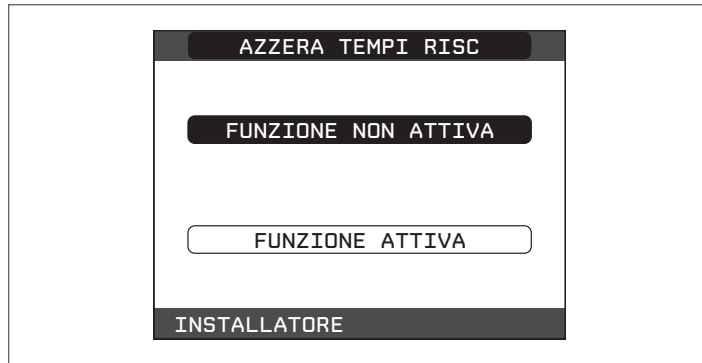 AZZERA TEMPI RISC
FUNZIONE NON ATTIVA
FUNZIONE ATTIVA
INSTALLATORE